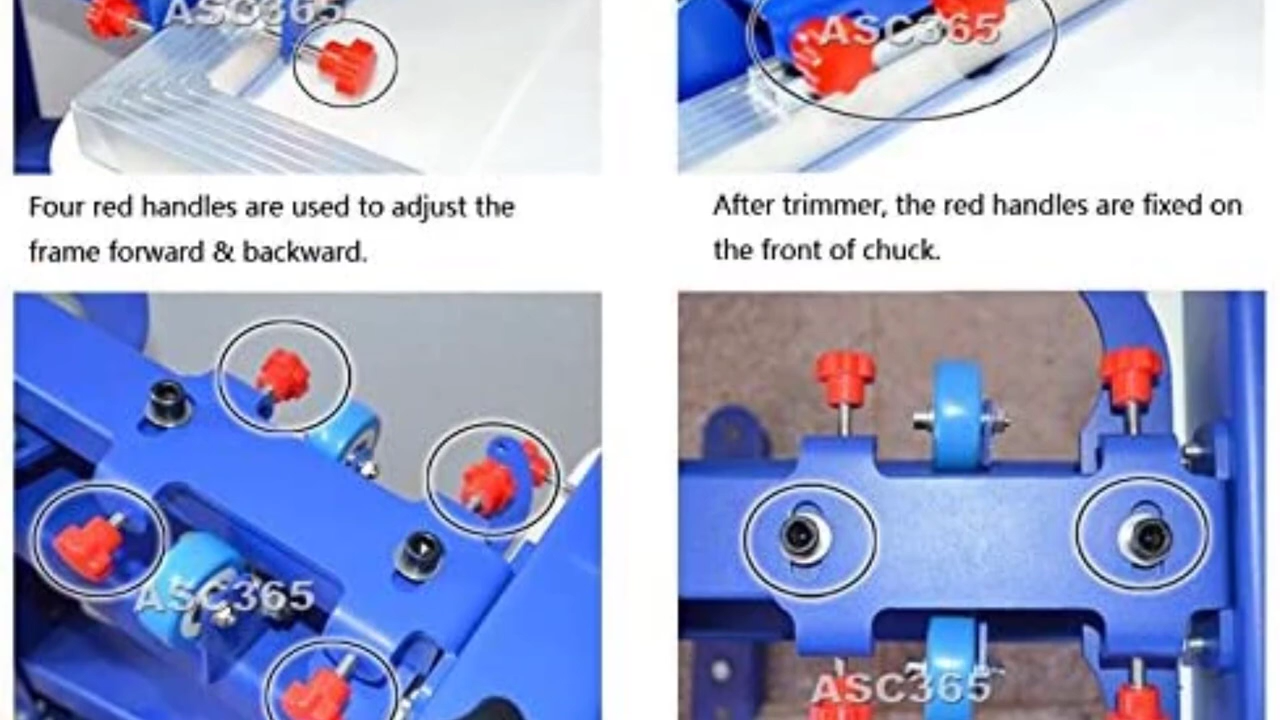 ASC365
ASC365
Four red handles are used to adjust the
frame forward & backward.
After trimmer, the red handles are fixed on
the front of chuck.
ASC365
ASC365